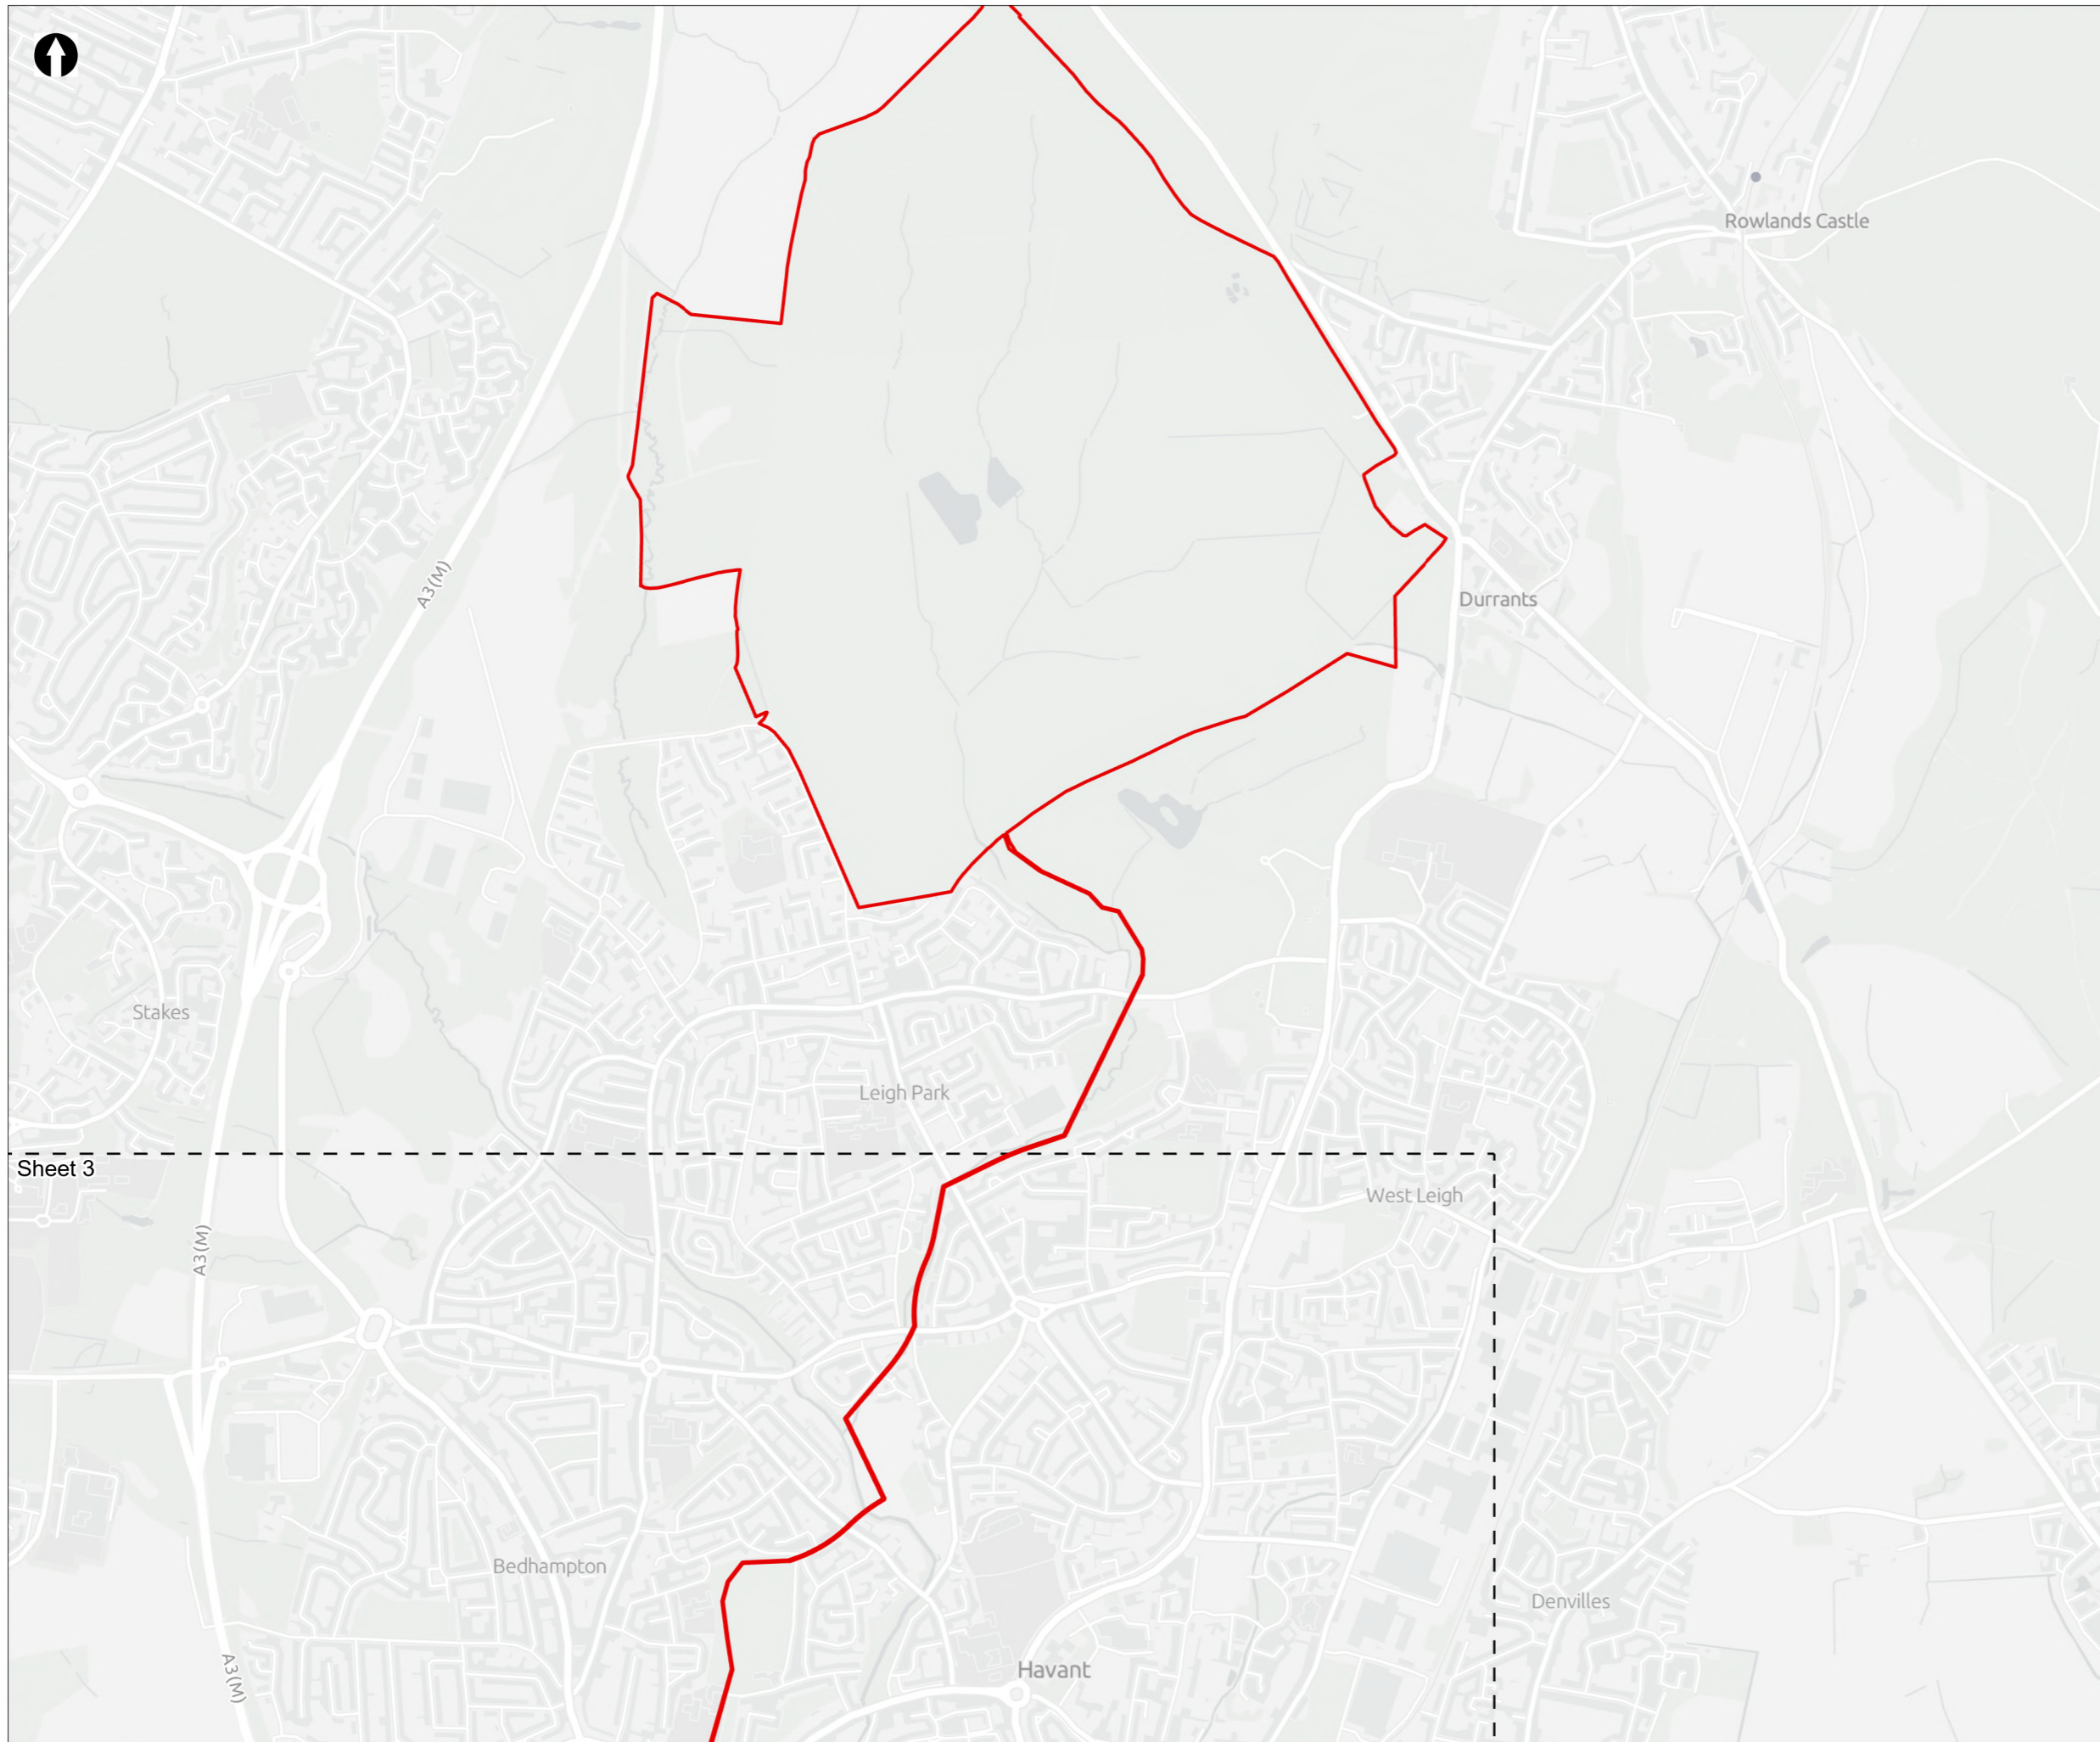 Rowlands Castle
A3(M)
Durrants
Stakes
Leigh Park
Sheet 3
West Leigh
A3(M)
Bedhampton
Denvilles
A3(M)
Havant